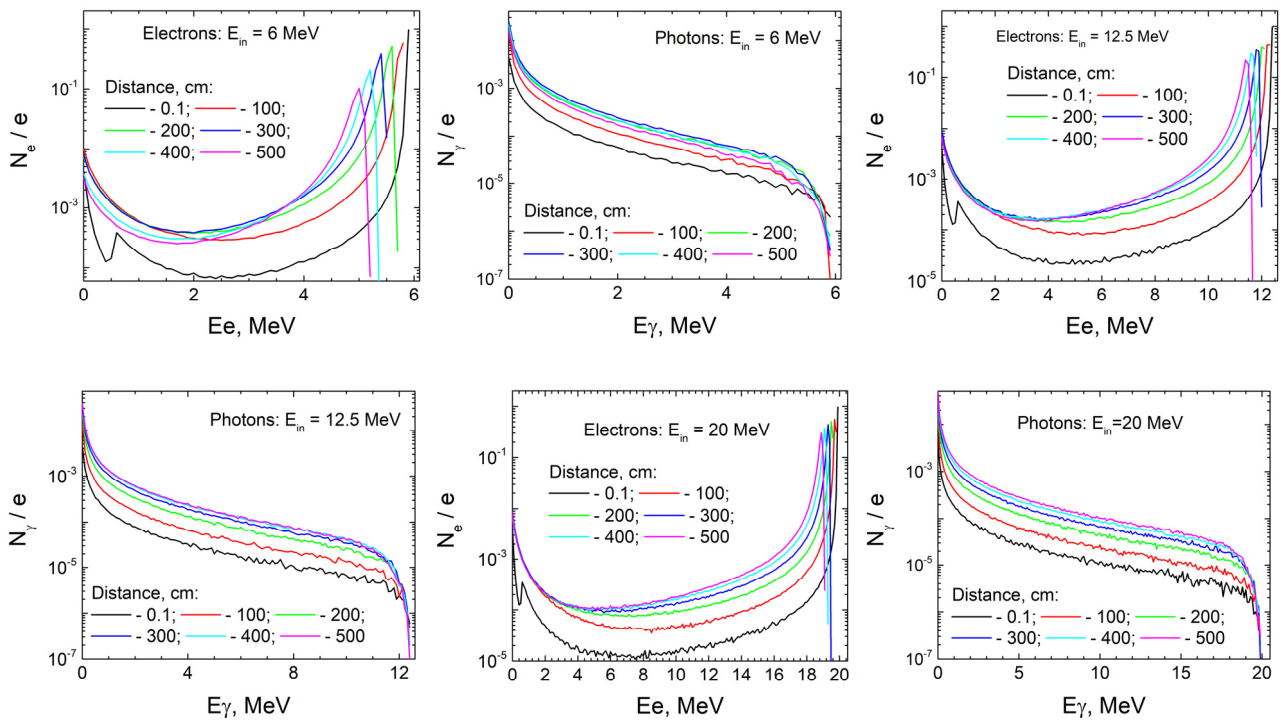 Electrons: E_in = 6 MeV
Distance, cm:
- 0.1; - 100;
- 200; - 300;
- 400; - 500
10^-1
10^-3
N_e / e
0 2 4 6
Ee, MeV
Photons: E_in = 6 MeV
10^-3
10^-5
10^-7
N_γ / e
Distance, cm:
- 0.1; - 100; - 200;
- 300; - 400; - 500
0 2 4 6
Eγ, MeV
Electrons: E_in = 12.5 MeV
Distance, cm:
- 0.1; - 100;
- 200; - 300;
- 400; - 500
10^-1
10^-3
10^-5
N_e / e
0 2 4 6 8 10 12
Ee, MeV
Photons: E_in = 12.5 MeV
10^-3
10^-5
10^-7
N_γ / e
Distance, cm:
- 0.1; - 100; - 200;
- 300; - 400; - 500
0 4 8 12
Eγ, MeV
Electrons: E_in = 20 MeV
Distance, cm:
- 0.1; - 100;
- 200; - 300;
- 400; - 500
10^-1
10^-3
10^-5
N_e / e
0 2 4 6 8 10 12 14 16 18 20
Ee, MeV
Photons: E_in=20 MeV
10^-1
10^-3
10^-5
10^-7
N_γ / e
Distance, cm:
- 0.1; - 100; - 200;
- 300; - 400; - 500
0 5 10 15 20
Eγ, MeV